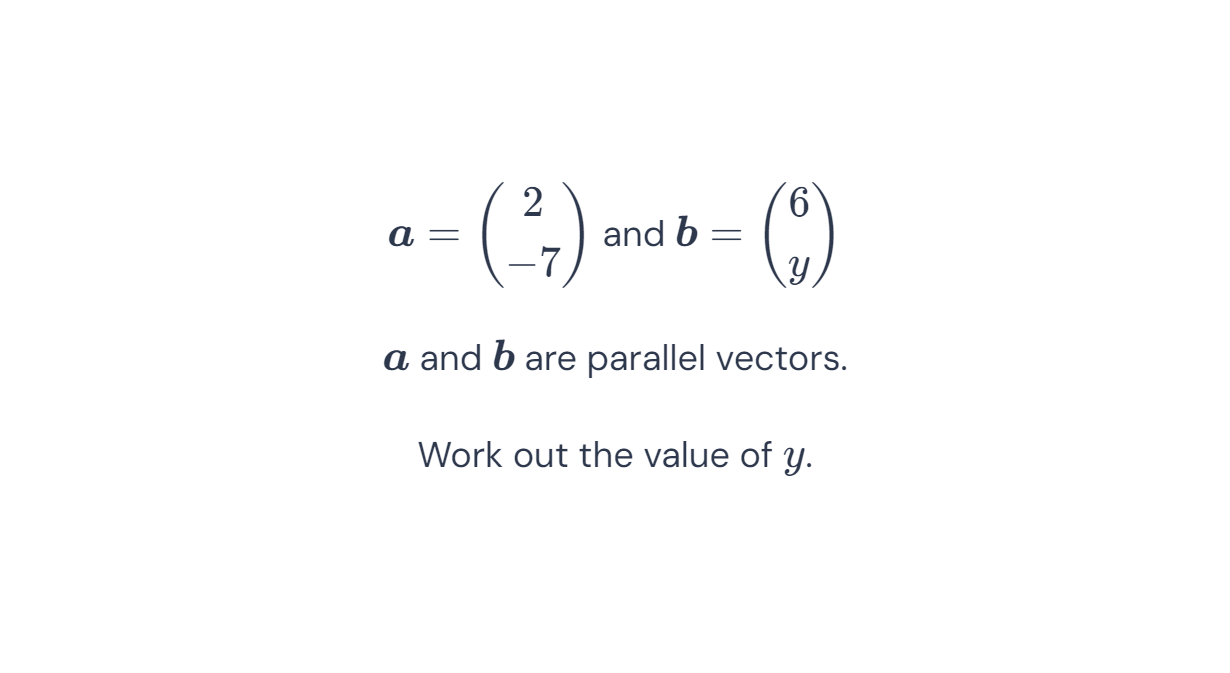 a = (2 −7) and b = (6 y)
a and b are parallel vectors.
Work out the value of y.